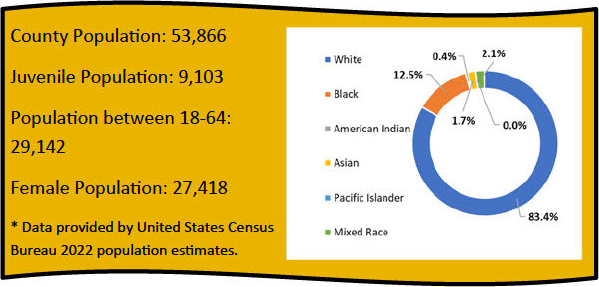 County Population: 53,866
Juvenile Population: 9,103
Population between 18-64:
29,142
Female Population: 27,418
* Data provided by United States Census
Bureau 2022 population estimates.
White
Black
American Indian
Asian
Pacific Islander
Mixed Race
0.4%
2.1%
12.5%
1.7%
0.0%
83.4%